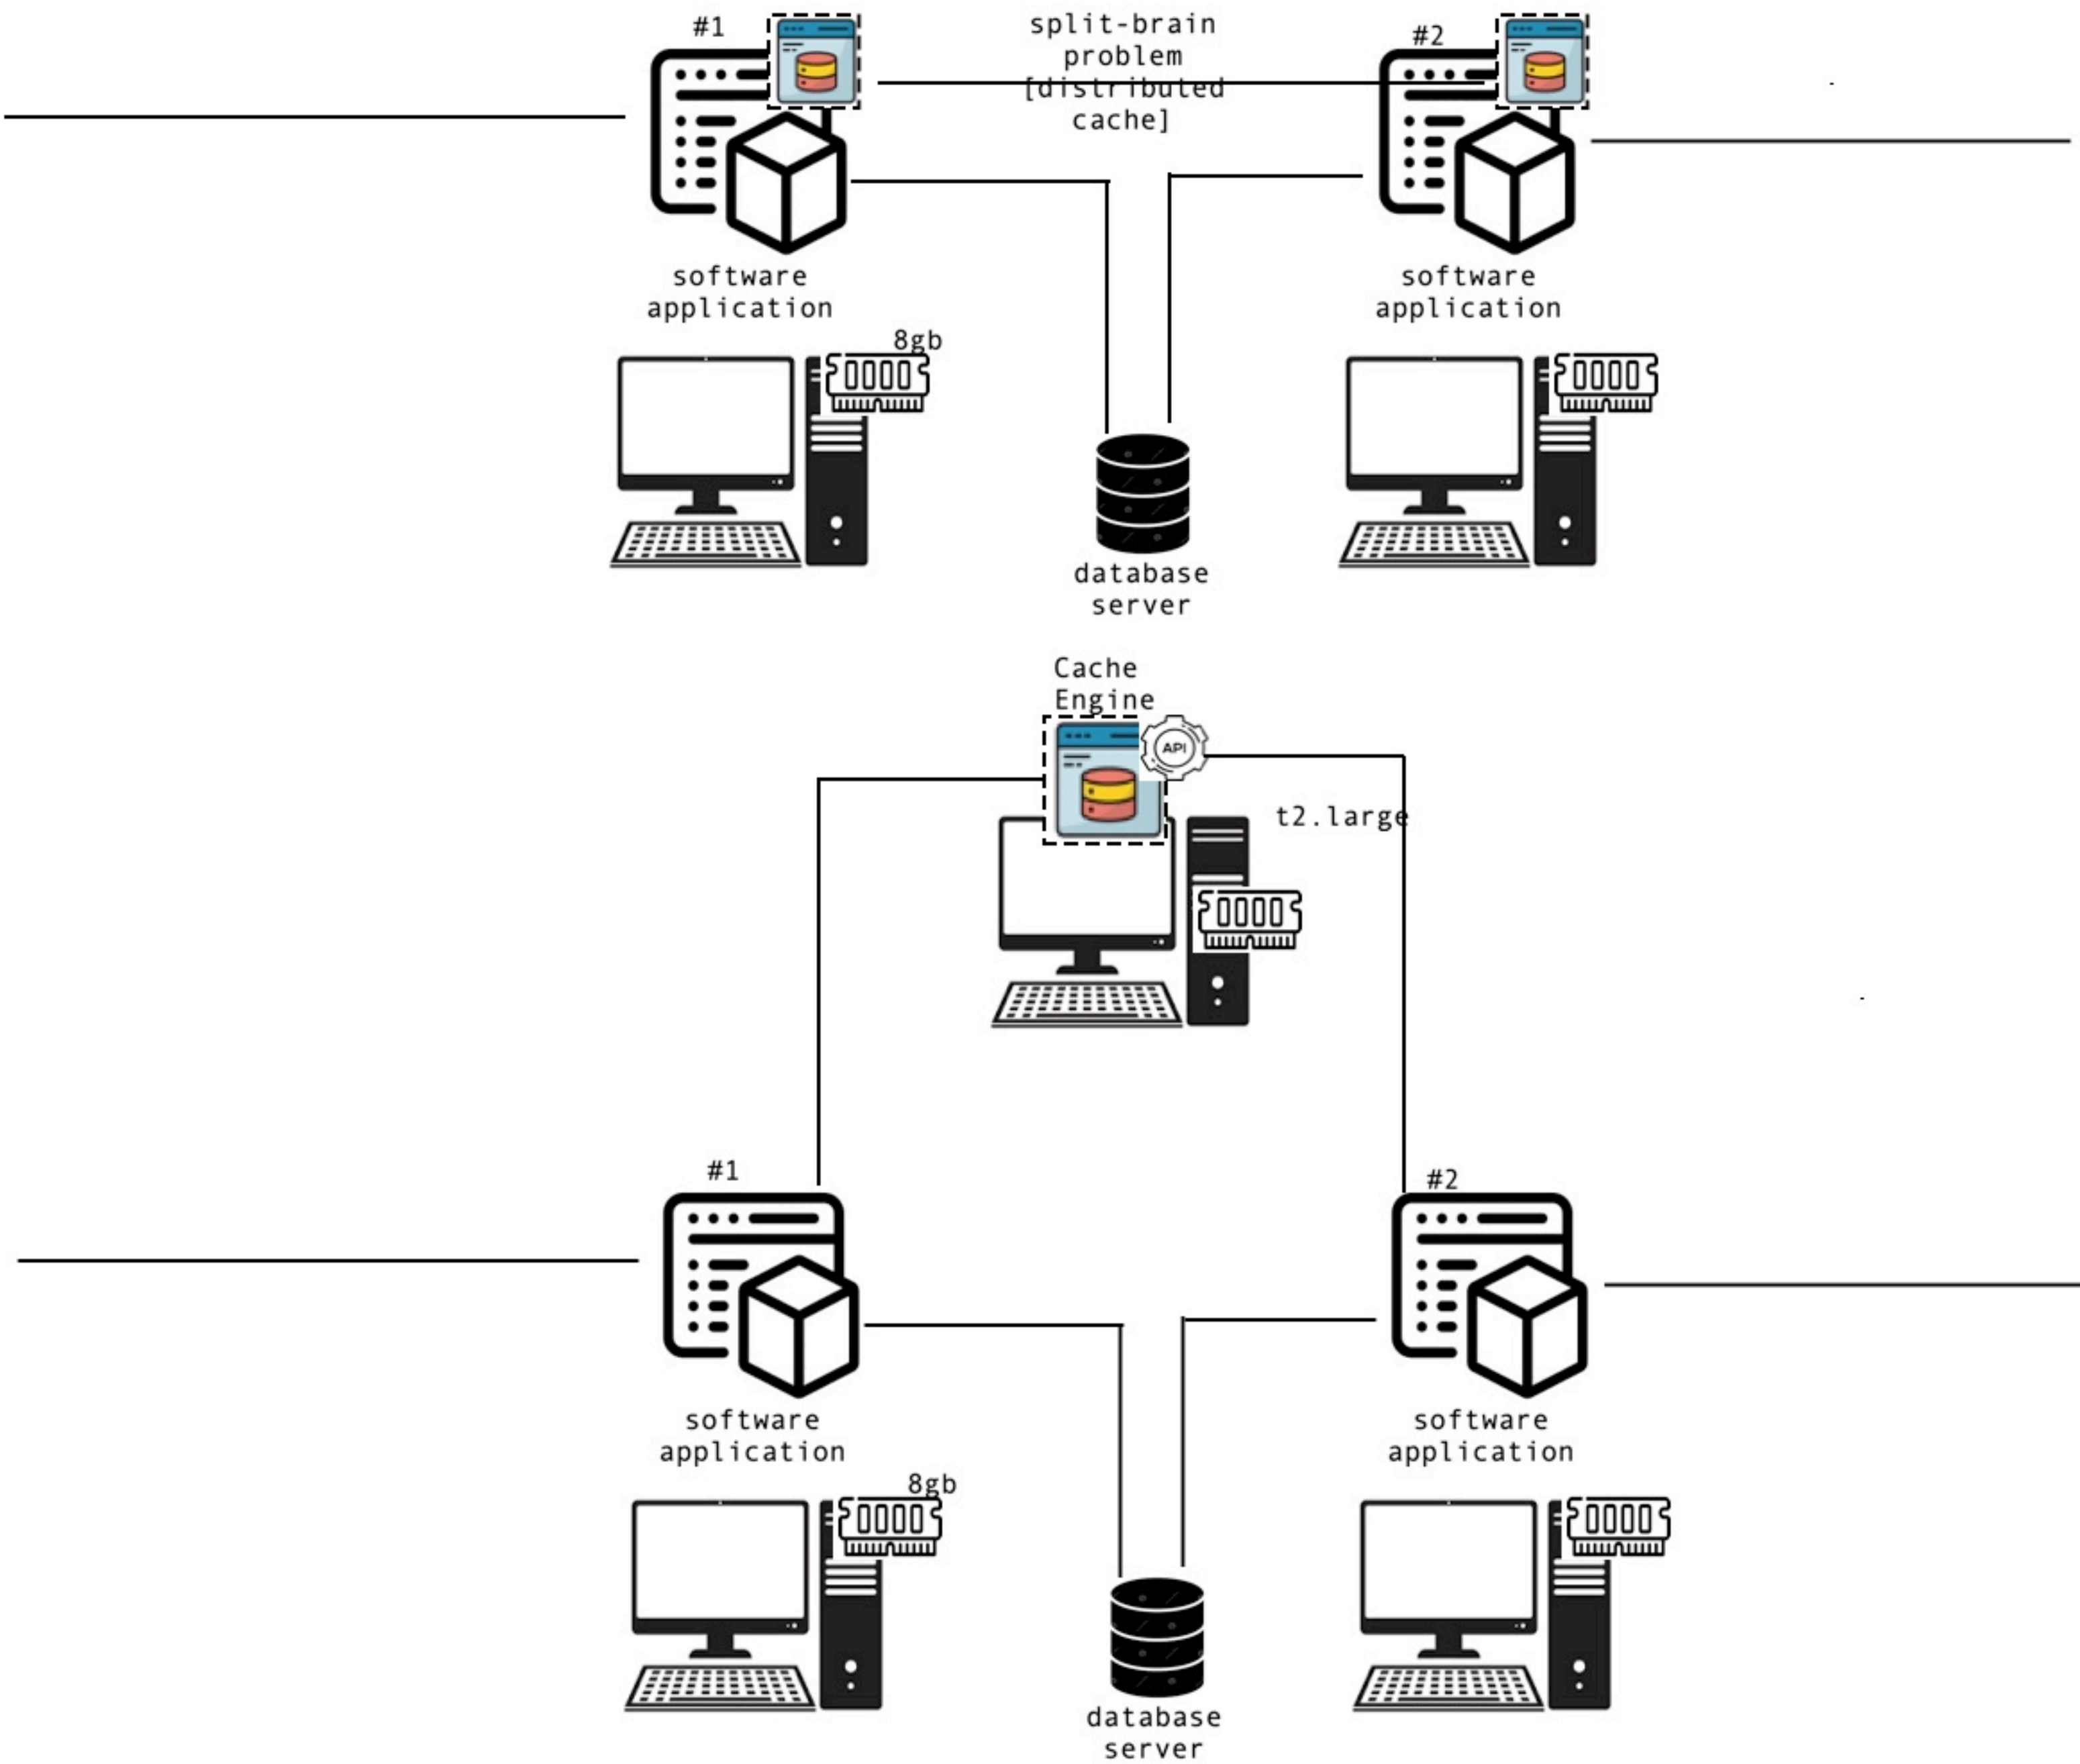 #1
split-brain
problem
[distributed
cache]
#2
software
application
software
application
8gb
database
server
Cache
Engine
API
t2.large
#1
#2
software
application
software
application
8gb
database
server